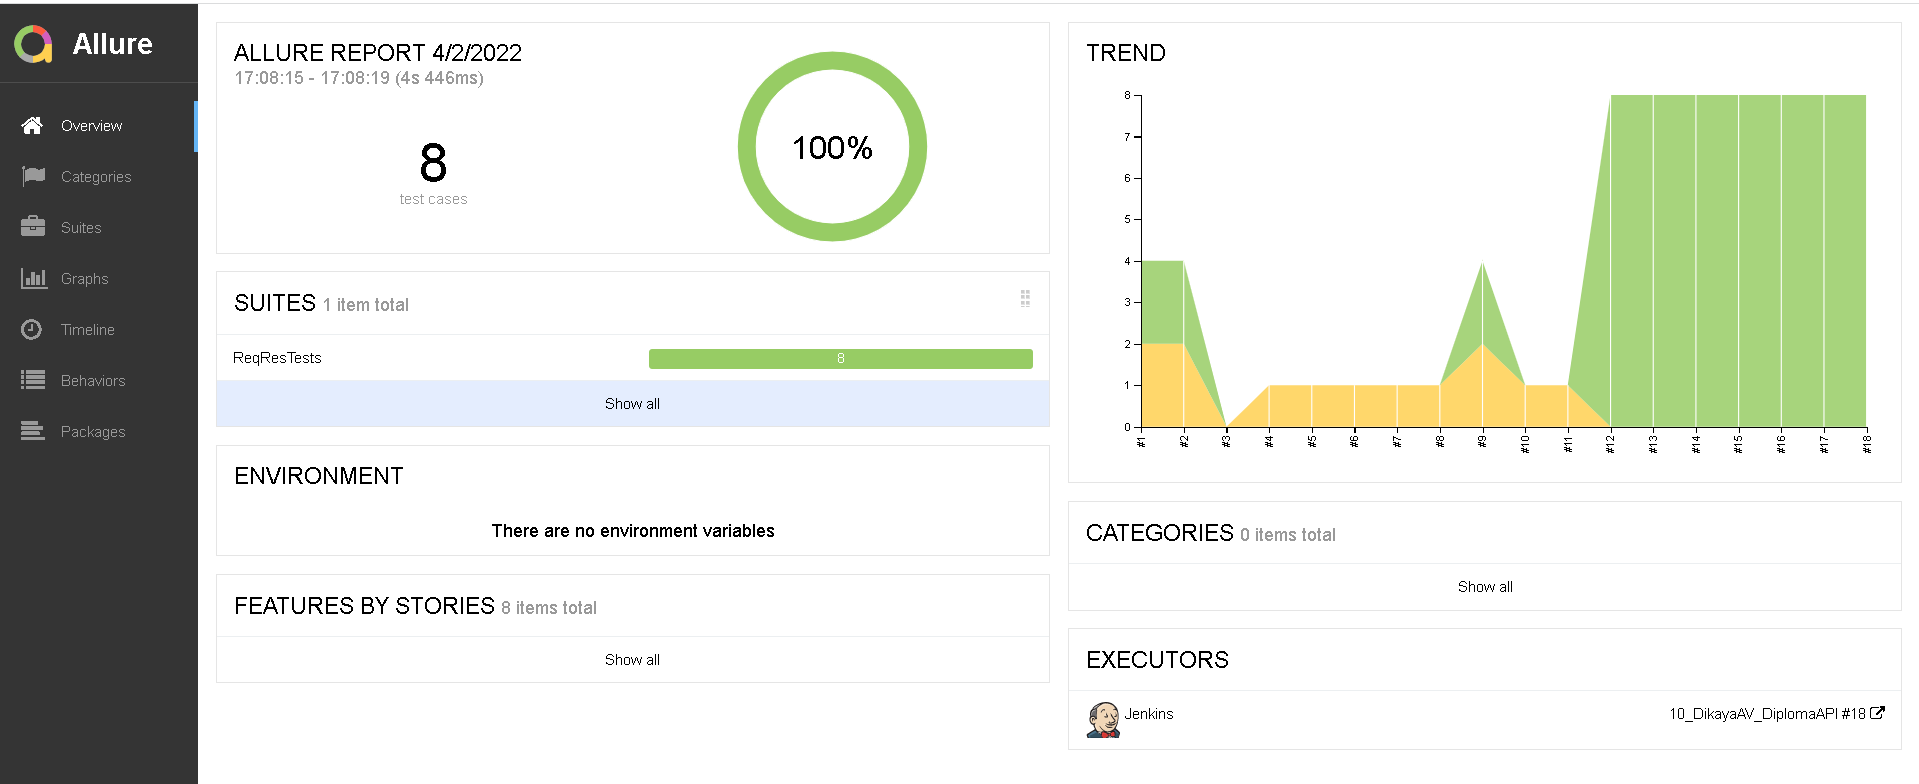 Allure
Overview
Categories
Suites
Graphs
Timeline
Behaviors
Packages
ALLURE REPORT 4/2/2022
17:08:15 - 17:08:19 (4s 446ms)
8
test cases
100%
SUITES 1 item total
ReqResTests
8
Show all
ENVIRONMENT
There are no environment variables
FEATURES BY STORIES 8 items total
Show all
TREND
8
7
6
5
4
3
2
1
0
#1
#2
#3
#4
#5
#6
#7
#8
#9
#10
#11
#12
#13
#14
#15
#16
#17
#18
CATEGORIES 0 items total
Show all
EXECUTORS
Jenkins
10_DikayaAV_DiplomaAPI #18